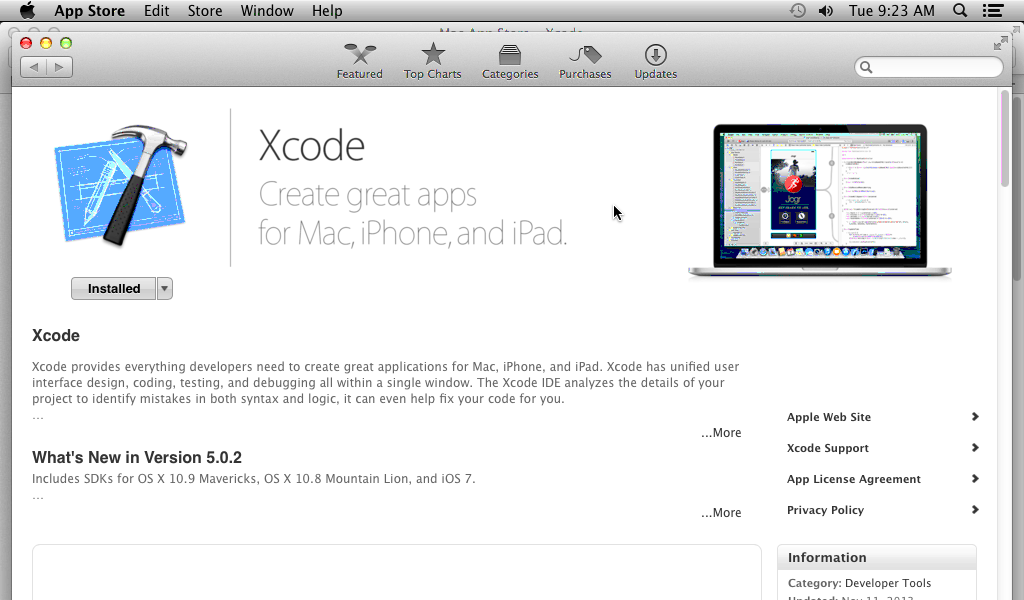 App Store Edit Store Window Help Tue 9:23 AM
Featured Top Charts Categories Purchases Updates
Xcode
Create great apps
for Mac, iPhone, and iPad.
Installed
Xcode
Xcode provides everything developers need to create great applications for Mac, iPhone, and iPad. Xcode has unified user
interface design, coding, testing, and debugging all within a single window. The Xcode IDE analyzes the details of your
project to identify mistakes in both syntax and logic, it can even help fix your code for you.
...
...More
What's New in Version 5.0.2
Includes SDKs for OS X 10.9 Mavericks, OS X 10.8 Mountain Lion, and iOS 7.
...
...More
Apple Web Site
Xcode Support
App License Agreement
Privacy Policy
Information
Category: Developer Tools
Updated: Nov 11, 2013
Jogr